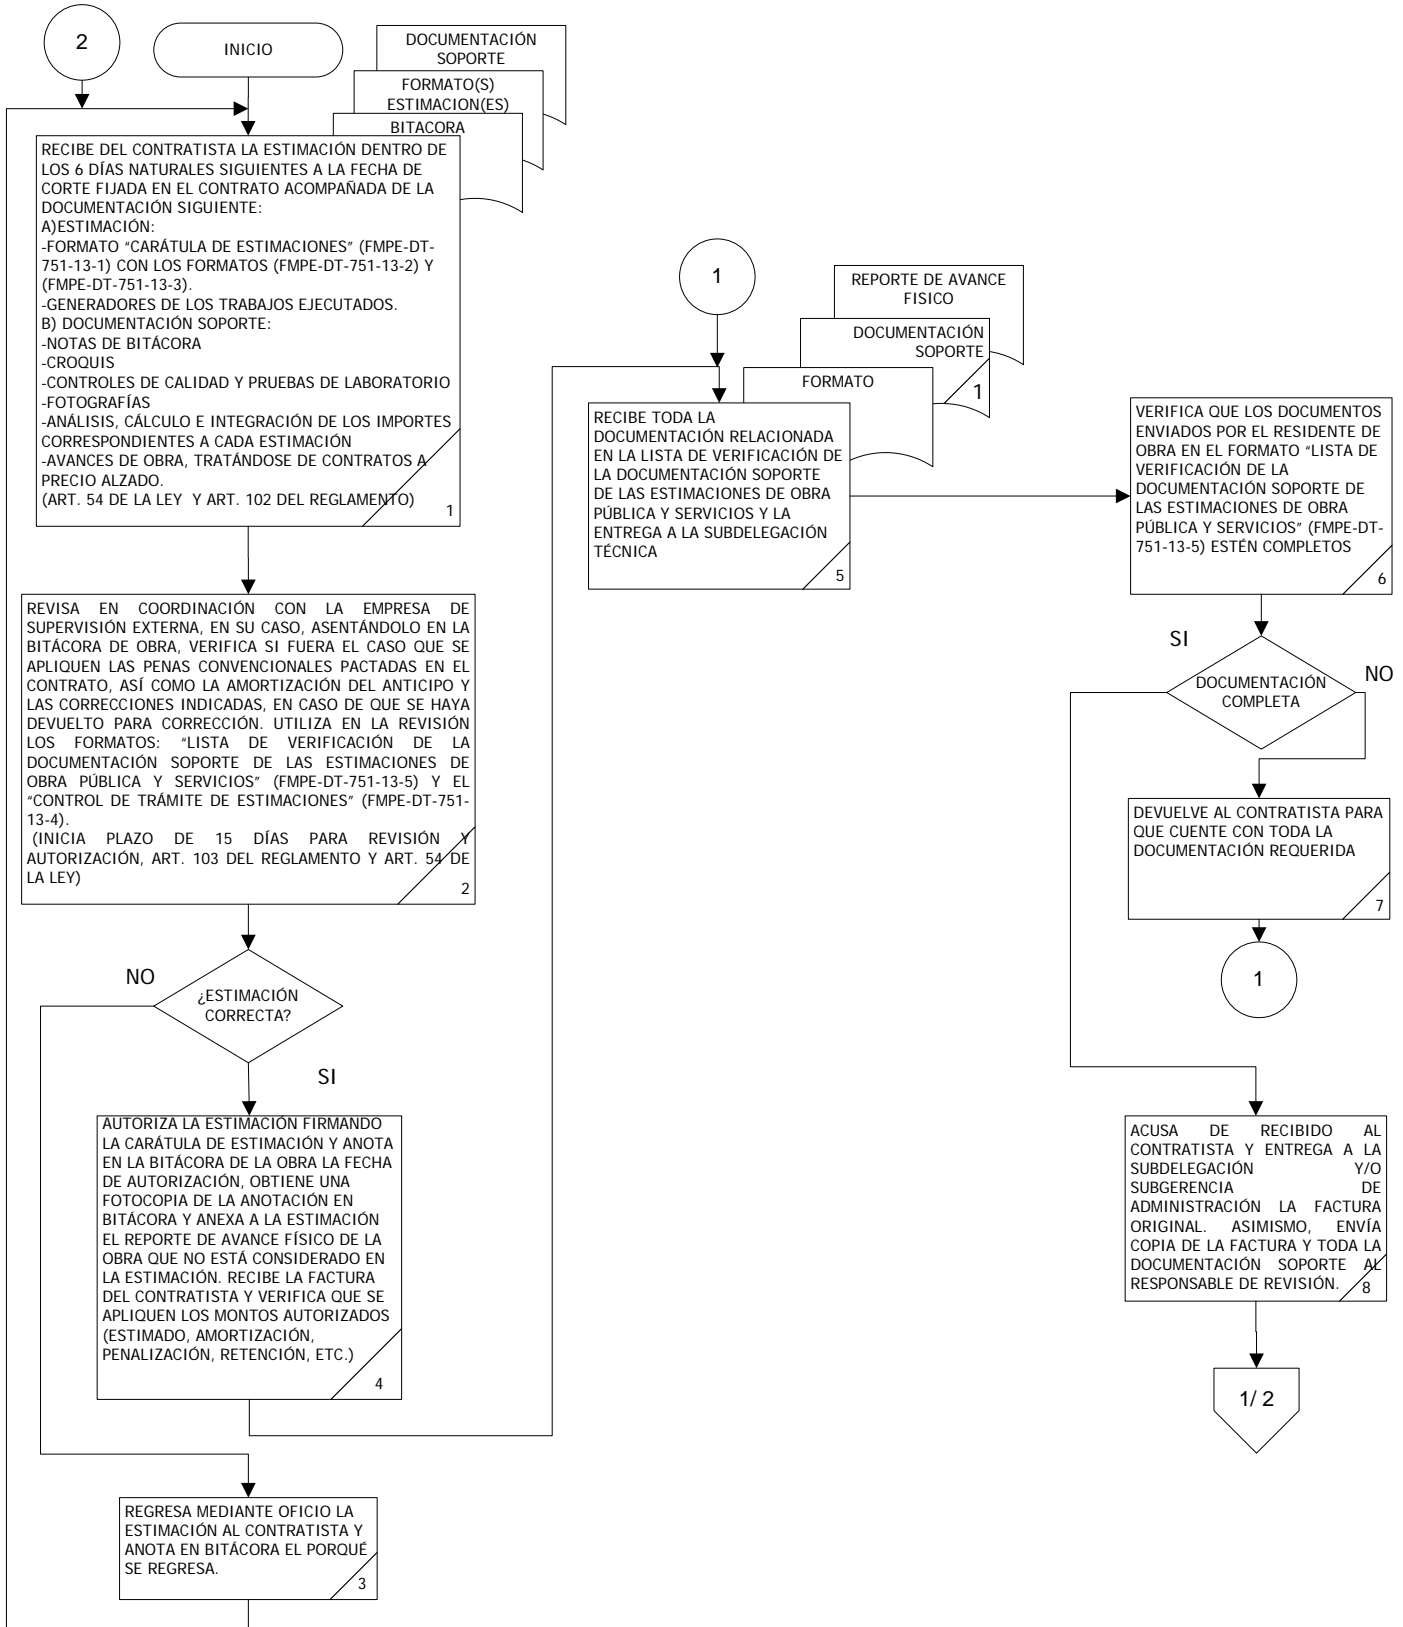 2
INICIO
DOCUMENTACIÓN
SOPORTE
FORMATO(S)
ESTIMACION(ES)
BITACORA
RECIBE DEL CONTRATISTA LA ESTIMACIÓN DENTRO DE
LOS 6 DÍAS NATURALES SIGUIENTES A LA FECHA DE
CORTE FIJADA EN EL CONTRATO ACOMPAÑADA DE LA
DOCUMENTACIÓN SIGUIENTE:
A)ESTIMACIÓN:
-FORMATO “CARÁTULA DE ESTIMACIONES” (FMPE-DT-
751-13-1) CON LOS FORMATOS (FMPE-DT-751-13-2) Y
(FMPE-DT-751-13-3).
-GENERADORES DE LOS TRABAJOS EJECUTADOS.
B) DOCUMENTACIÓN SOPORTE:
-NOTAS DE BITÁCORA
-CROQUIS
-CONTROLES DE CALIDAD Y PRUEBAS DE LABORATORIO
-FOTOGRAFÍAS
-ANÁLISIS, CÁLCULO E INTEGRACIÓN DE LOS IMPORTES
CORRESPONDIENTES A CADA ESTIMACIÓN
-AVANCES DE OBRA, TRATÁNDOSE DE CONTRATOS A
PRECIO ALZADO.
(ART. 54 DE LA LEY Y ART. 102 DEL REGLAMENTO)
1
REVISA EN COORDINACIÓN CON LA EMPRESA DE
SUPERVISIÓN EXTERNA, EN SU CASO, ASENTÁNDOLO EN LA
BITÁCORA DE OBRA, VERIFICA SI FUERA EL CASO QUE SE
APLIQUEN LAS PENAS CONVENCIONALES PACTADAS EN EL
CONTRATO, ASÍ COMO LA AMORTIZACIÓN DEL ANTICIPO Y
LAS CORRECCIONES INDICADAS, EN CASO DE QUE SE HAYA
DEVUELTO PARA CORRECCIÓN. UTILIZA EN LA REVISIÓN
LOS FORMATOS: “LISTA DE VERIFICACIÓN DE LA
DOCUMENTACIÓN SOPORTE DE LAS ESTIMACIONES DE
OBRA PÚBLICA Y SERVICIOS” (FMPE-DT-751-13-5) Y EL
“CONTROL DE TRÁMITE DE ESTIMACIONES” (FMPE-DT-751-
13-4).
(INICIA PLAZO DE 15 DÍAS PARA REVISIÓN Y
AUTORIZACIÓN, ART. 103 DEL REGLAMENTO Y ART. 54 DE
LA LEY)
2
NO
¿ESTIMACIÓN
CORRECTA?
SI
AUTORIZA LA ESTIMACIÓN FIRMANDO
LA CARÁTULA DE ESTIMACIÓN Y ANOTA
EN LA BITÁCORA DE LA OBRA LA FECHA
DE AUTORIZACIÓN, OBTIENE UNA
FOTOCOPIA DE LA ANOTACIÓN EN
BITÁCORA Y ANEXA A LA ESTIMACIÓN
EL REPORTE DE AVANCE FÍSICO DE LA
OBRA QUE NO ESTÁ CONSIDERADO EN
LA ESTIMACIÓN. RECIBE LA FACTURA
DEL CONTRATISTA Y VERIFICA QUE SE
APLIQUEN LOS MONTOS AUTORIZADOS
(ESTIMADO, AMORTIZACIÓN,
PENALIZACIÓN, RETENCIÓN, ETC.)
4
REGRESA MEDIANTE OFICIO LA
ESTIMACIÓN AL CONTRATISTA Y
ANOTA EN BITÁCORA EL PORQUÉ
SE REGRESA.
3
1
REPORTE DE AVANCE
FISICO
DOCUMENTACIÓN
SOPORTE
1
FORMATO
RECIBE TODA LA
DOCUMENTACIÓN RELACIONADA
EN LA LISTA DE VERIFICACIÓN DE
LA DOCUMENTACIÓN SOPORTE
DE LAS ESTIMACIONES DE OBRA
PÚBLICA Y SERVICIOS Y LA
ENTREGA A LA SUBDELEGACIÓN
TÉCNICA
5
VERIFICA QUE LOS DOCUMENTOS
ENVIADOS POR EL RESIDENTE DE
OBRA EN EL FORMATO “LISTA DE
VERIFICACIÓN DE LA
DOCUMENTACIÓN SOPORTE DE
LAS ESTIMACIONES DE OBRA
PÚBLICA Y SERVICIOS” (FMPE-DT-
751-13-5) ESTÉN COMPLETOS
6
SI
DOCUMENTACIÓN
COMPLETA
NO
DEVUELVE AL CONTRATISTA PARA
QUE CUENTE CON TODA LA
DOCUMENTACIÓN REQUERIDA
7
1
ACUSA DE RECIBIDO AL
CONTRATISTA Y ENTREGA A LA
SUBDELEGACIÓN Y/O
SUBGERENCIA DE
ADMINISTRACIÓN LA FACTURA
ORIGINAL. ASIMISMO, ENVÍA
COPIA DE LA FACTURA Y TODA LA
DOCUMENTACIÓN SOPORTE AL
RESPONSABLE DE REVISIÓN.
8
1/ 2